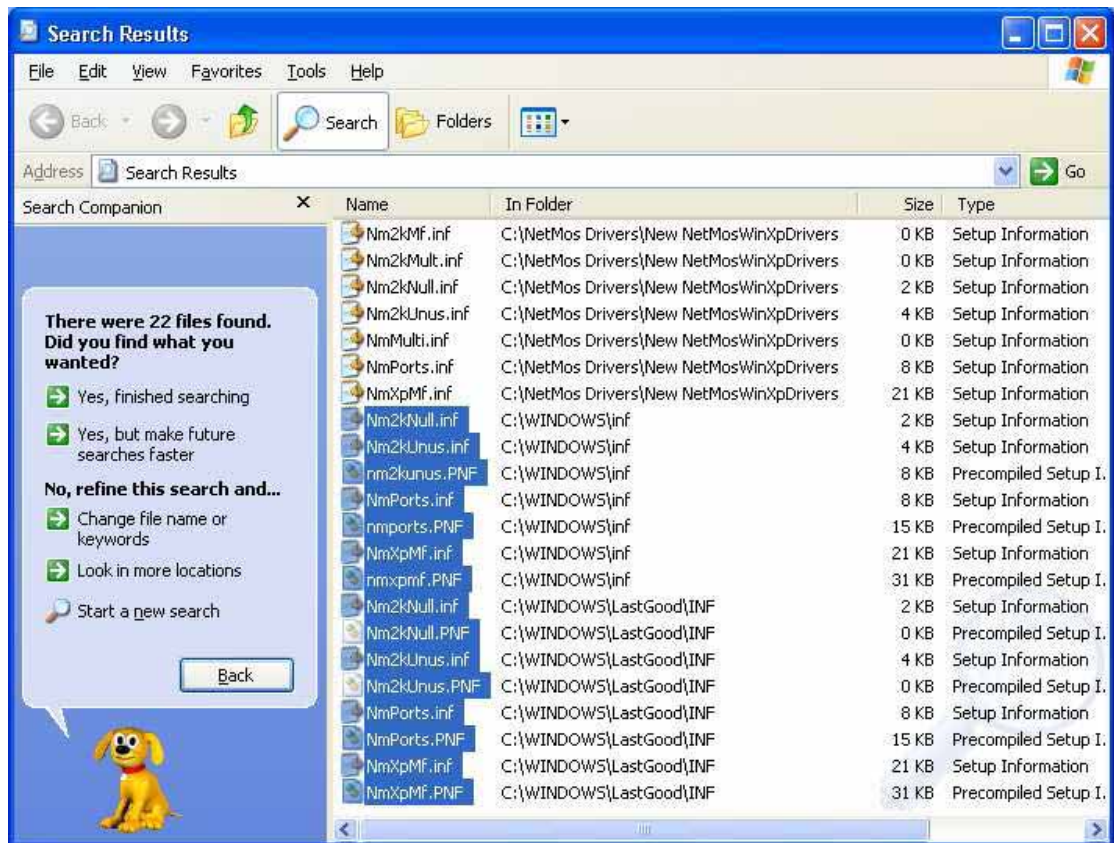 Search Results
File Edit View Favorites Tools Help
Back Search Folders
Address Search Results Go
Search Companion
There were 22 files found.
Did you find what you
wanted?
Yes, finished searching
Yes, but make future
searches faster
No, refine this search and...
Change file name or
keywords
Look in more locations
Start a new search
Back
Name In Folder Size Type
Nm2kMf.inf C:\NetMos Drivers\New NetMosWinXpDrivers 0 KB Setup Information
Nm2kMult.inf C:\NetMos Drivers\New NetMosWinXpDrivers 0 KB Setup Information
Nm2kNull.inf C:\NetMos Drivers\New NetMosWinXpDrivers 2 KB Setup Information
Nm2kUnus.inf C:\NetMos Drivers\New NetMosWinXpDrivers 4 KB Setup Information
NmMulti.inf C:\NetMos Drivers\New NetMosWinXpDrivers 0 KB Setup Information
NmPorts.inf C:\NetMos Drivers\New NetMosWinXpDrivers 8 KB Setup Information
NmXpMf.inf C:\NetMos Drivers\New NetMosWinXpDrivers 21 KB Setup Information
Nm2kNull.inf C:\WINDOWS\inf 2 KB Setup Information
Nm2kUnus.inf C:\WINDOWS\inf 4 KB Setup Information
nm2kunus.PNF C:\WINDOWS\inf 8 KB Precompiled Setup I.
NmPorts.inf C:\WINDOWS\inf 8 KB Setup Information
nmports.PNF C:\WINDOWS\inf 15 KB Precompiled Setup I.
NmXpMf.inf C:\WINDOWS\inf 21 KB Setup Information
nmxpmf.PNF C:\WINDOWS\inf 31 KB Precompiled Setup I.
Nm2kNull.inf C:\WINDOWS\LastGood\INF 2 KB Setup Information
Nm2kNull.PNF C:\WINDOWS\LastGood\INF 0 KB Precompiled Setup I.
Nm2kUnus.inf C:\WINDOWS\LastGood\INF 4 KB Setup Information
Nm2kUnus.PNF C:\WINDOWS\LastGood\INF 0 KB Precompiled Setup I.
NmPorts.inf C:\WINDOWS\LastGood\INF 8 KB Setup Information
NmPorts.PNF C:\WINDOWS\LastGood\INF 15 KB Precompiled Setup I.
NmXpMf.inf C:\WINDOWS\LastGood\INF 21 KB Setup Information
NmXpMf.PNF C:\WINDOWS\LastGood\INF 31 KB Precompiled Setup I.